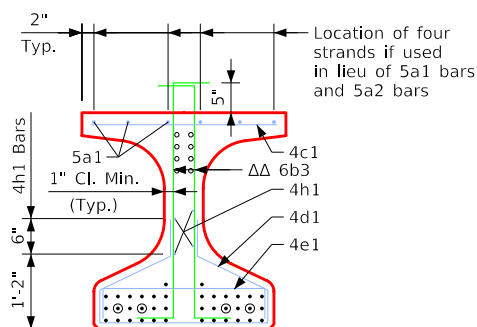 2"
Typ.
Location of four
strands if used
in lieu of 5a1 bars
and 5a2 bars
5"
4h1 Bars
5a1
4c1
1" Cl. Min.
(Typ.)
ΔΔ 6b3
4h1
6"
4d1
4e1
1'-2"